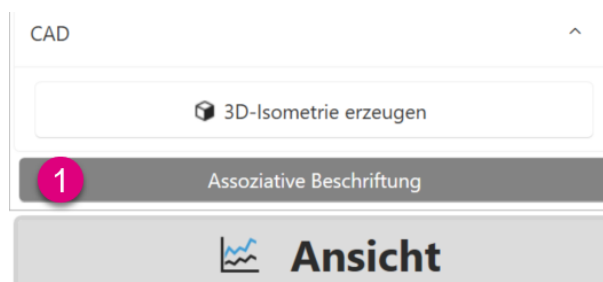 CAD
3D-Isometrie erzeugen
1 Assoziative Beschriftung
Ansicht